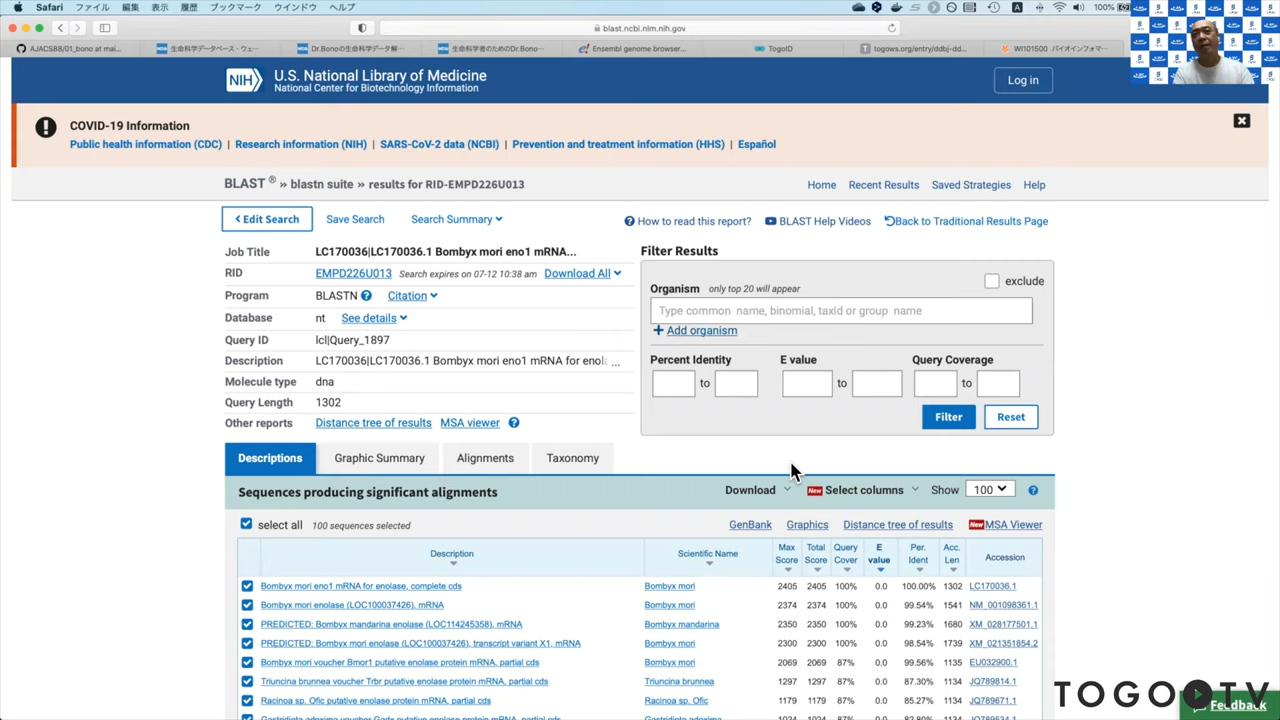 Safari ファイル 編集 表示 履歴 ブックマーク ウインドウ ヘルプ 100%
blast.ncbi.nlm.nih.gov
AJACS88/01_bono at mai... 生命科学データベース・ウェ... Dr.Bonoの生命科学データ解... 生命科学者のためのDr.Bono... Ensembl genome browser... TogoID togows.org/entry/ddbj-dd... WI101500 バイオインフォマー...
NIH U.S. National Library of Medicine
National Center for Biotechnology Information
Log in
COVID-19 Information
Public health information (CDC) | Research information (NIH) | SARS-CoV-2 data (NCBI) | Prevention and treatment information (HHS) | Español
BLAST ® » blastn suite » results for RID-EMPD226U013
Home Recent Results Saved Strategies Help
Edit Search Save Search Search Summary
How to read this report? BLAST Help Videos Back to Traditional Results Page
Job Title LC170036|LC170036.1 Bombyx mori eno1 mRNA...
RID EMPD226U013 Search expires on 07-12 10:38 am Download All
Program BLASTN Citation
Database nt See details
Query ID lcl|Query_1897
Description LC170036|LC170036.1 Bombyx mori eno1 mRNA for enola ...
Molecule type dna
Query Length 1302
Other reports Distance tree of results MSA viewer
Filter Results
Organism only top 20 will appear exclude
Type common name, binomial, taxid or group name
+ Add organism
Percent Identity E value Query Coverage
to to to
Filter Reset
Descriptions Graphic Summary Alignments Taxonomy
Sequences producing significant alignments Download New Select columns Show 100
select all 100 sequences selected GenBank Graphics Distance tree of results New MSA Viewer
Description Scientific Name Max Score Total Score Query Cover E value Per. Ident Acc. Len Accession
Bombyx mori eno1 mRNA for enolase, complete cds Bombyx mori 2405 2405 100% 0.0 100.00% 1302 LC170036.1
Bombyx mori enolase (LOC100037426), mRNA Bombyx mori 2374 2374 100% 0.0 99.54% 1541 NM_001098361.1
PREDICTED: Bombyx mandarina enolase (LOC114245358), mRNA Bombyx mandarina 2350 2350 100% 0.0 99.23% 1680 XM_028177501.1
PREDICTED: Bombyx mori enolase (LOC100037426), transcript variant X1, mRNA Bombyx mori 2300 2300 100% 0.0 98.54% 1739 XM_021351854.2
Bombyx mori voucher Bmor1 putative enolase protein mRNA, partial cds Bombyx mori 2069 2069 87% 0.0 99.56% 1135 EU032900.1
Triuncina brunnea voucher Trbr putative enolase protein mRNA, partial cds Triuncina brunnea 1297 1297 87% 0.0 87.30% 1134 JQ789814.1
Racinoa sp. Ofic putative enolase protein mRNA, partial cds Racinoa sp. Ofic 1179 1179 87% 0.0 85.27% 1134 JQ789671.1
TOGO TV
Feedback